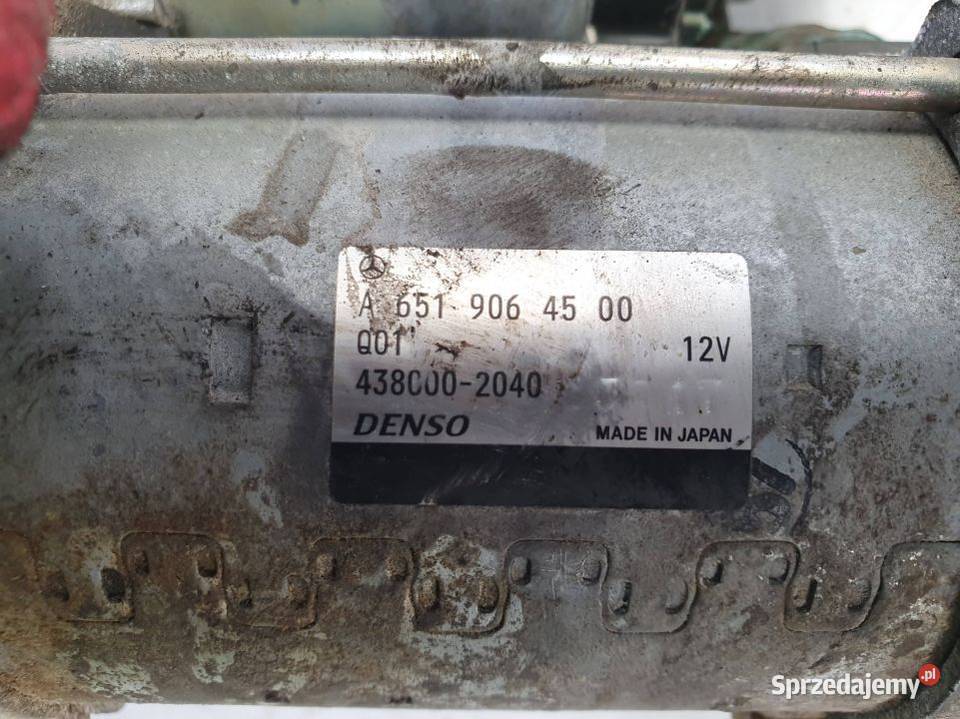 A 651 906 45 00
Q01
12V
438000-2040
DENSO
MADE IN JAPAN
Sprzedajemy.pl